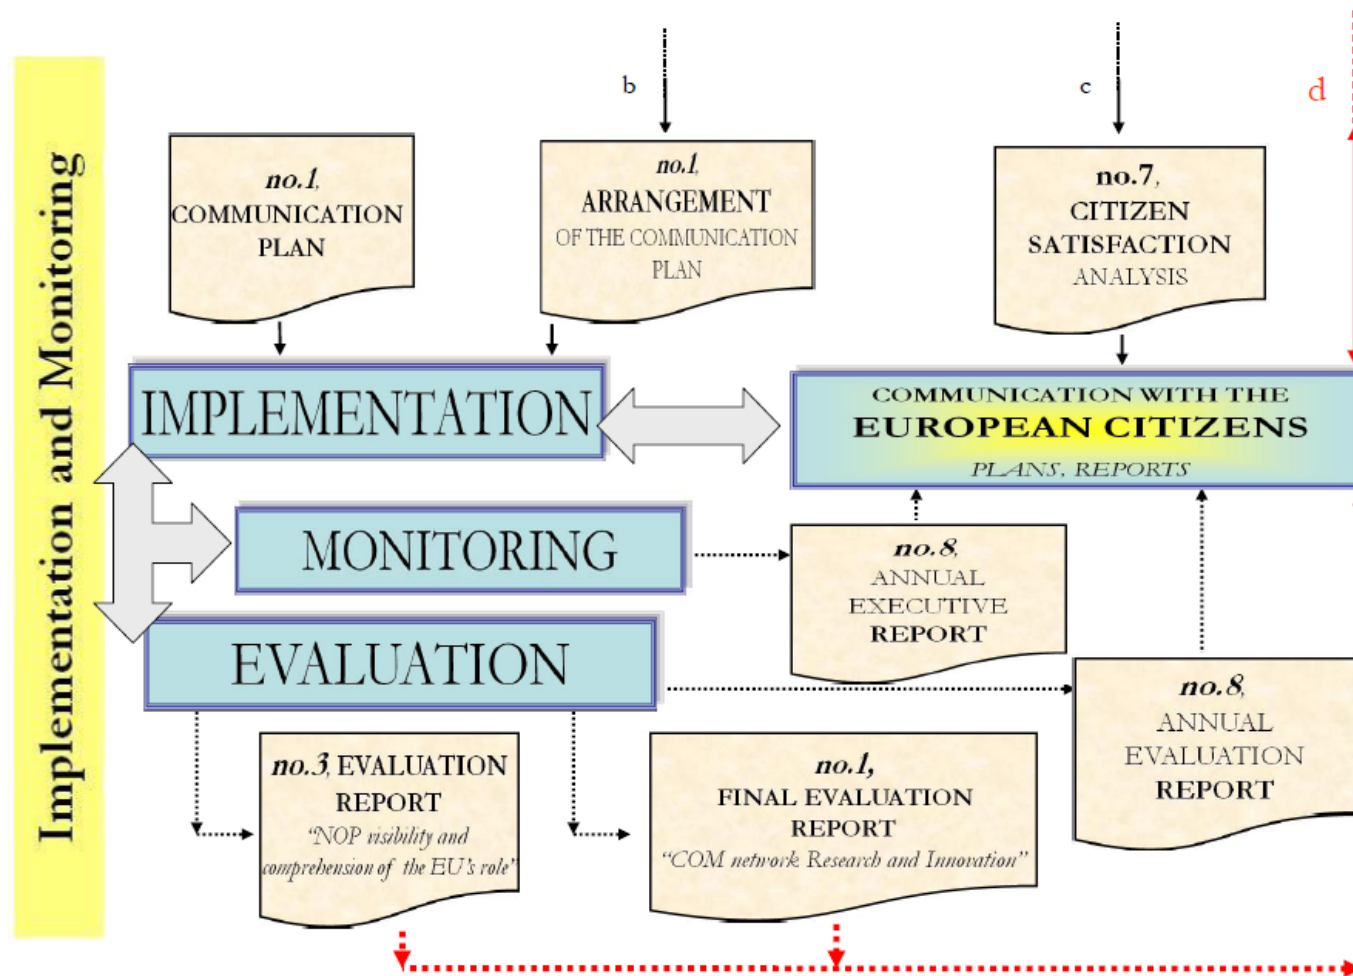 Implementation and Monitoring
b
c
d
no.1,
COMMUNICATION
PLAN
no.1,
ARRANGEMENT
OF THE COMMUNICATION
PLAN
no.7,
CITIZEN
SATISFACTION
ANALYSIS
IMPLEMENTATION
COMMUNICATION WITH THE
EUROPEAN CITIZENS
PLANS, REPORTS
MONITORING
no.8,
ANNUAL
EXECUTIVE
REPORT
EVALUATION
no.8,
ANNUAL
EVALUATION
REPORT
no.3, EVALUATION
REPORT
“NOP visibility and
comprehension of the EU's role”
no.1,
FINAL EVALUATION
REPORT
“COM network Research and Innovation”